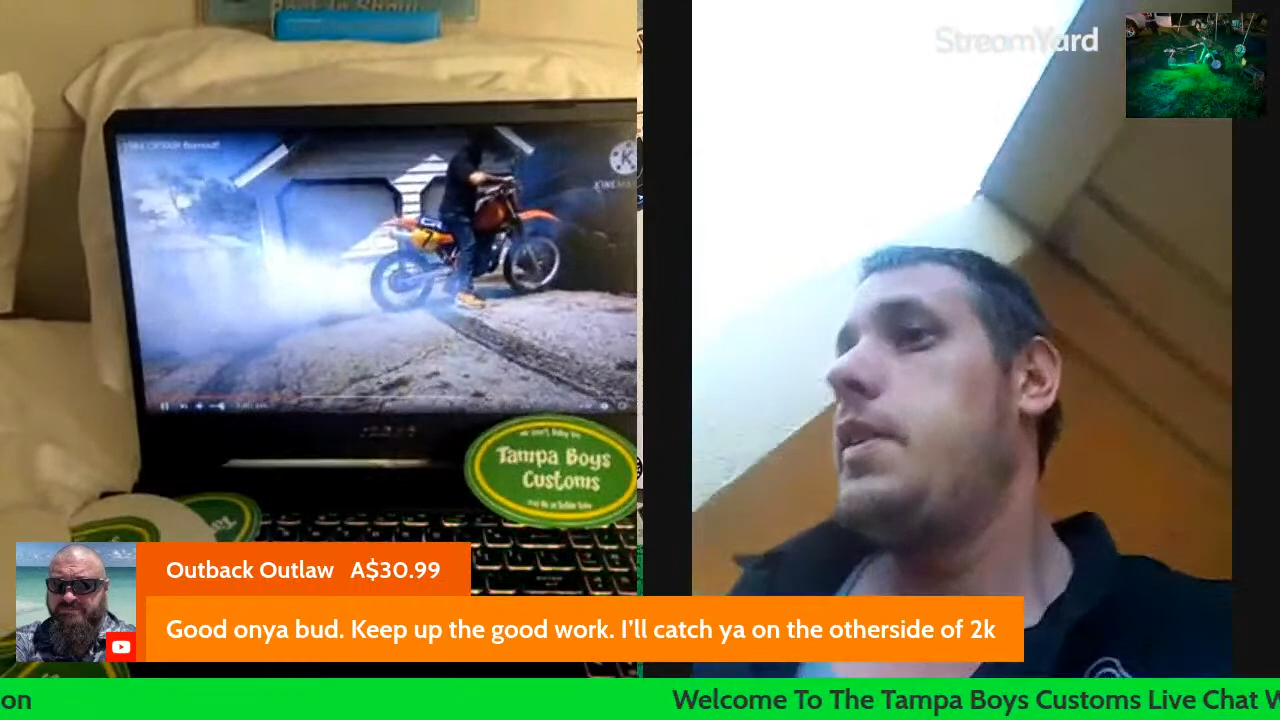 StreamYard
Tampa Boys
Customs
Outback Outlaw A$30.99
Good onya bud. Keep up the good work. I'll catch ya on the otherside of 2k
on
Welcome To The Tampa Boys Customs Live Chat W